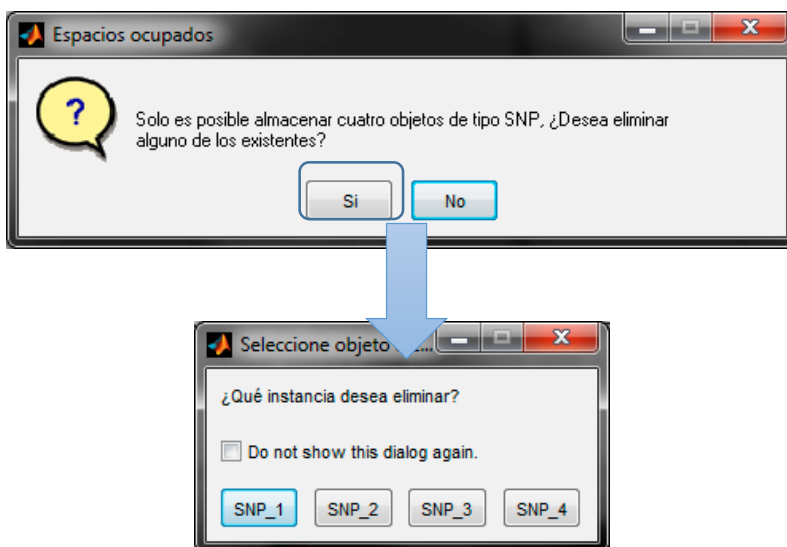 Espacios ocupados
?
Solo es posible almacenar cuatro objetos de tipo SNP, ¿Desea eliminar
alguno de los existentes?
Si No
Seleccione objeto
¿Qué instancia desea eliminar?
Do not show this dialog again.
SNP_1 SNP_2 SNP_3 SNP_4